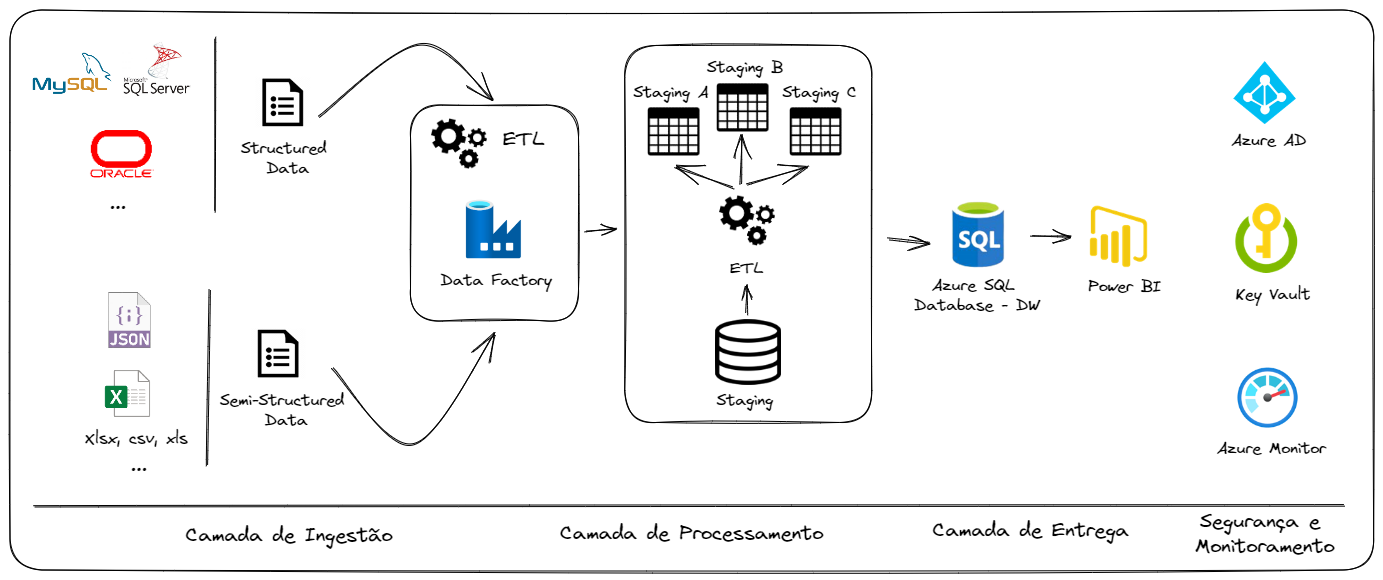 MySQL
Microsoft
SQL Server
ORACLE
...
Structured
Data
{i}
JSON
X
xlsx, csv, xls
...
Semi-Structured
Data
ETL
Data Factory
Staging A
Staging B
Staging C
ETL
Staging
SQL
Azure SQL
Database - DW
Power BI
Azure AD
Key Vault
Azure Monitor
Camada de Ingestão
Camada de Processamento
Camada de Entrega
Segurança e
Monitoramento